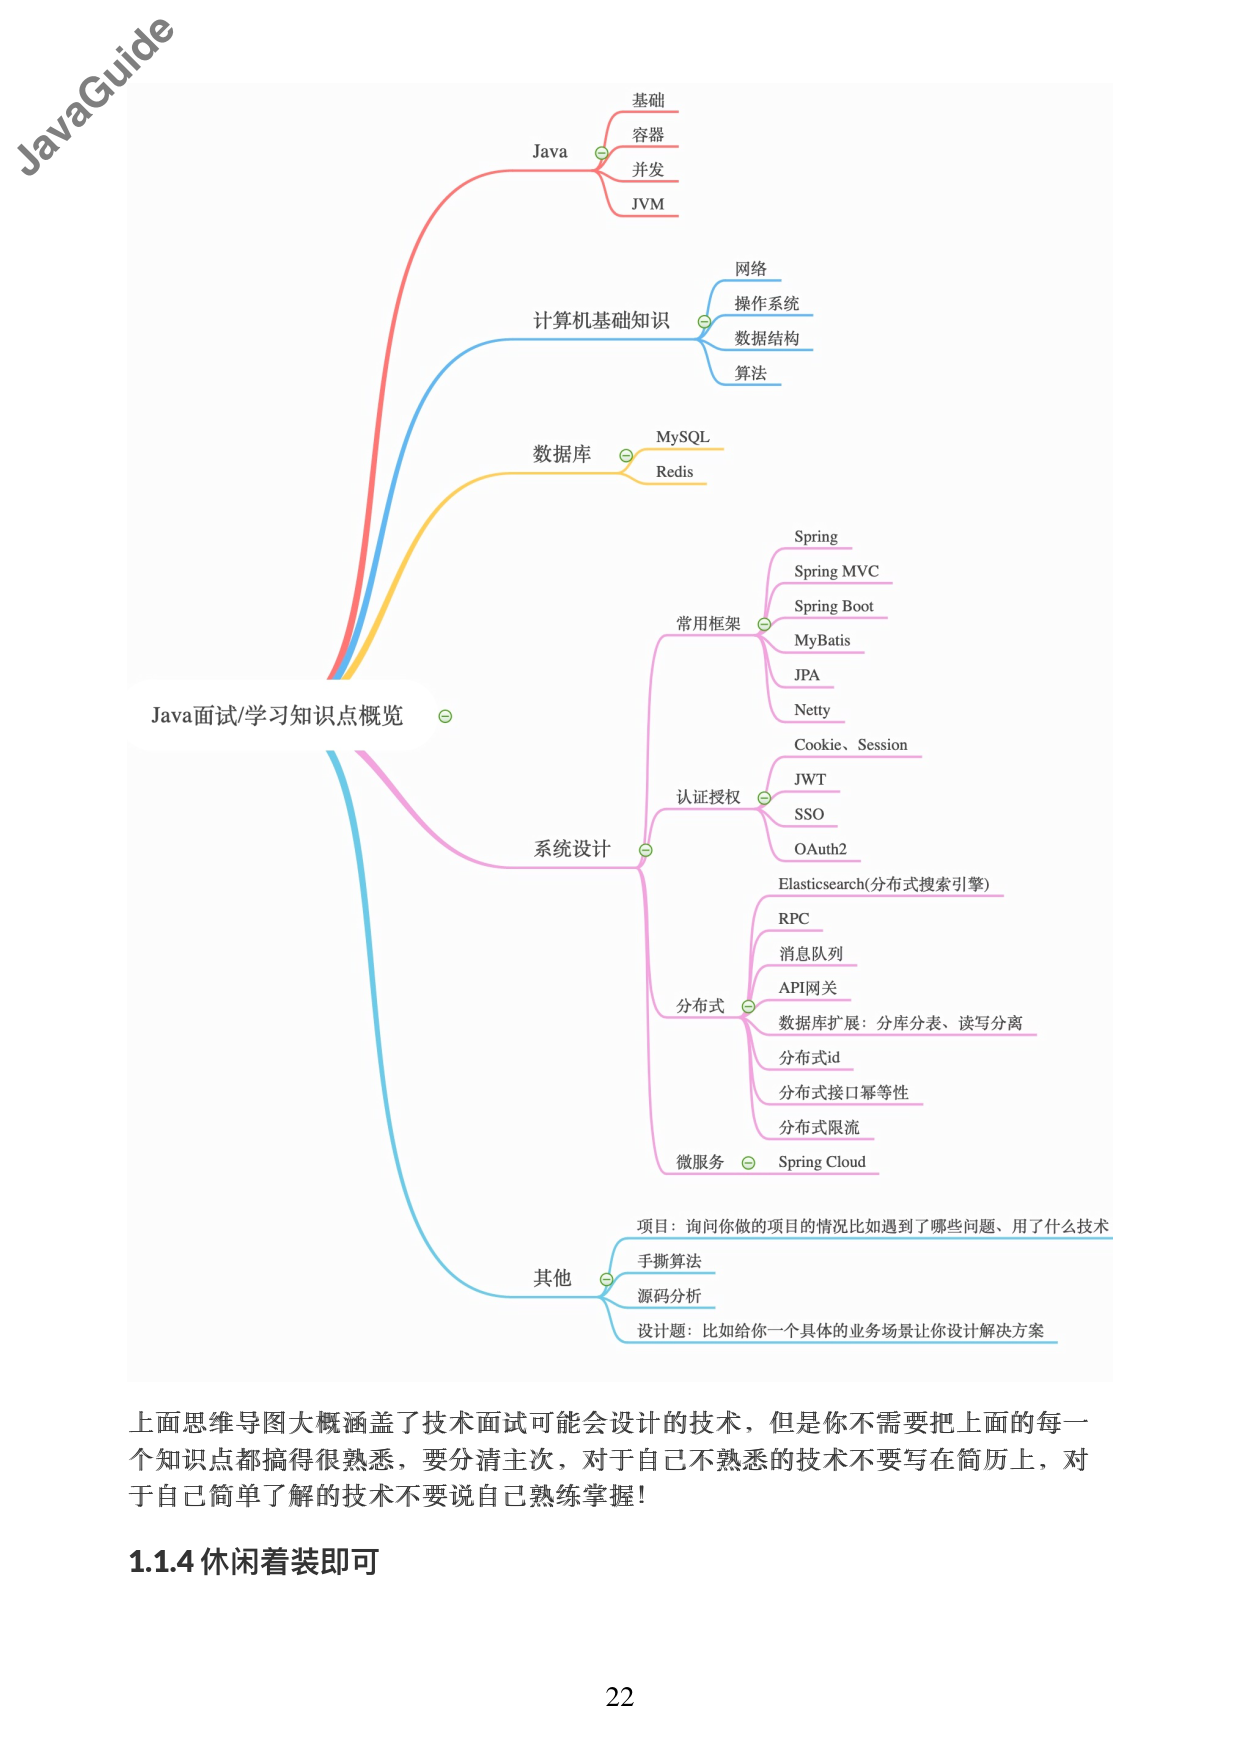 JavaGuide
基础
容器
Java
并发
JVM
网络
操作系统
计算机基础知识
数据结构
算法
MySQL
数据库
Redis
Spring
Spring MVC
Spring Boot
常用框架
MyBatis
JPA
Netty
Java面试/学习知识点概览
Cookie、Session
JWT
认证授权
SSO
OAuth2
系统设计
Elasticsearch(分布式搜索引擎)
RPC
消息队列
API网关
分布式
数据库扩展：分库分表、读写分离
分布式id
分布式接口幂等性
分布式限流
微服务
Spring Cloud
项目：询问你做的项目的情况比如遇到了哪些问题、用了什么技术
手撕算法
其他
源码分析
设计题：比如给你一个具体的业务场景让你设计解决方案
上面思维导图大概涵盖了技术面试可能会设计的技术，但是你不需要把上面的每一
个知识点都搞得很熟悉，要分清主次，对于自己不熟悉的技术不要写在简历上，对
于自己简单了解的技术不要说自己熟练掌握！
1.1.4 休闲着装即可
22